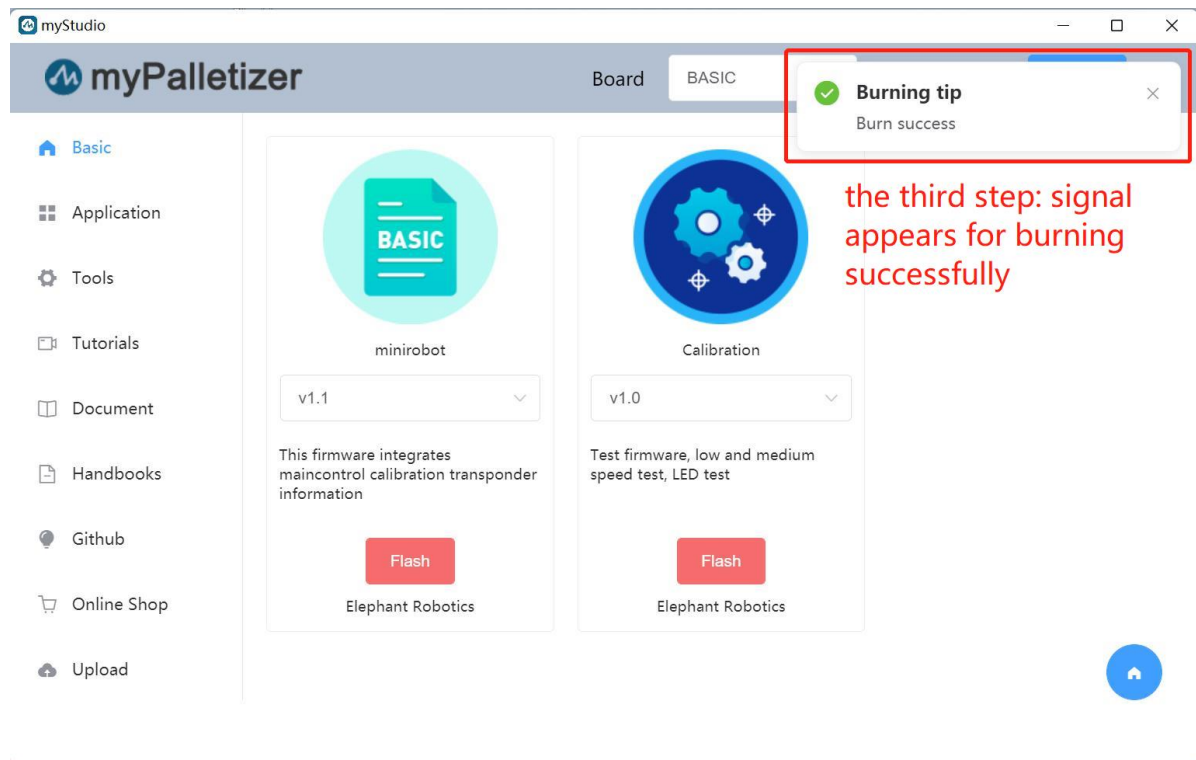 myStudio
myPalletizer
Board
BASIC
Burning tip
Burn success
the third step: signal
appears for burning
successfully
Basic
Application
Tools
Tutorials
Document
Handbooks
Github
Online Shop
Upload
BASIC
minirobot
v1.1
This firmware integrates
maincontrol calibration transponder
information
Flash
Elephant Robotics
Calibration
v1.0
Test firmware, low and medium
speed test, LED test
Flash
Elephant Robotics